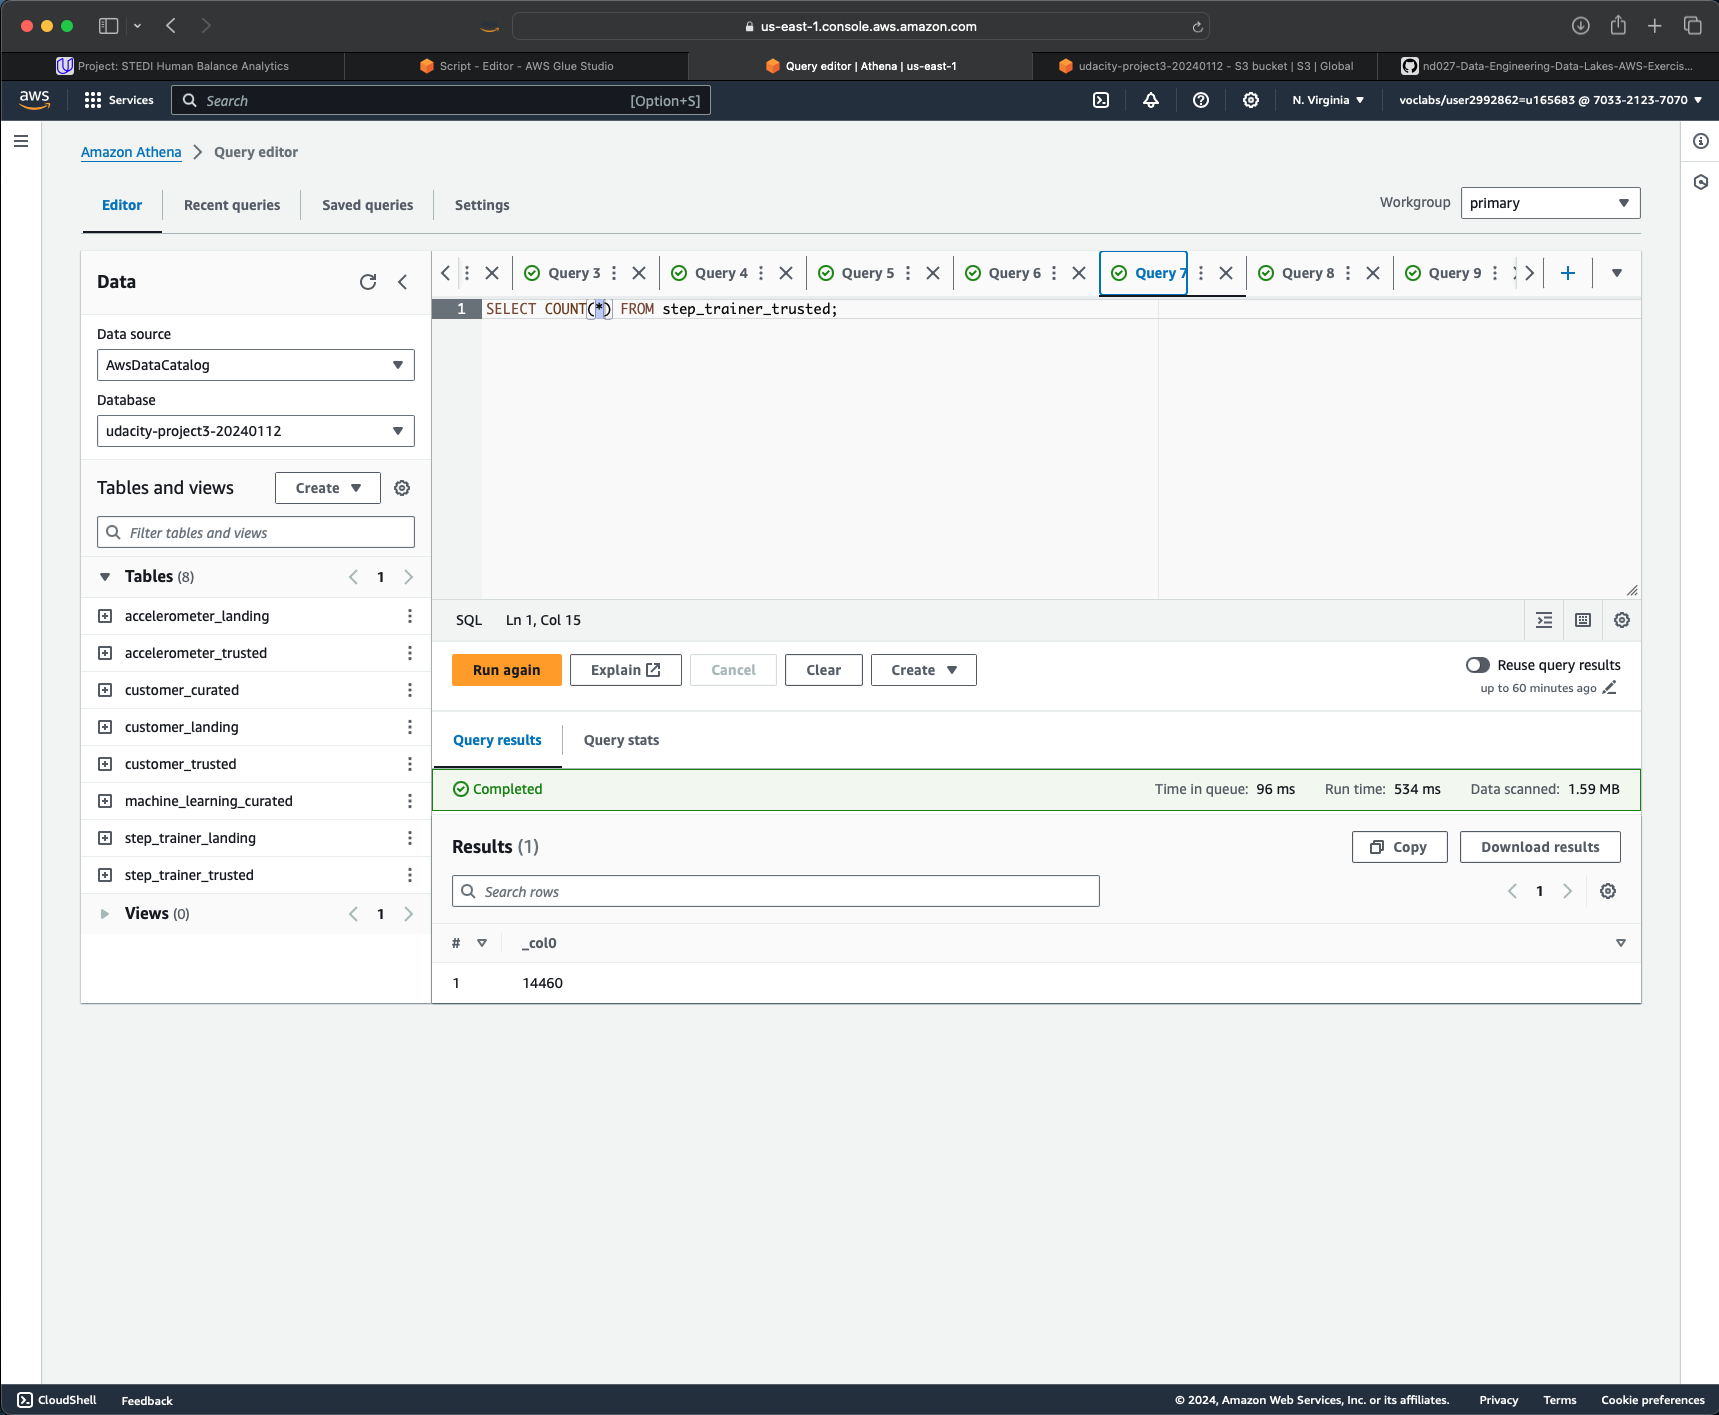 us-east-1.console.aws.amazon.com
Project: STEDI Human Balance Analytics
Script - Editor - AWS Glue Studio
Query editor | Athena | us-east-1
udacity-project3-20240112 - S3 bucket | S3 | Global
nd027-Data-Engineering-Data-Lakes-AWS-Exercis...
aws
Services
Search
[Option+S]
N. Virginia
voclabs/user2992862=u165683 @ 7033-2123-7070
Amazon Athena
Query editor
Editor
Recent queries
Saved queries
Settings
Workgroup
primary
Data
Query 3
Query 4
Query 5
Query 6
Query 7
Query 8
Query 9
1
SELECT COUNT(*) FROM step_trainer_trusted;
Data source
AwsDataCatalog
Database
udacity-project3-20240112
Tables and views
Create
Filter tables and views
Tables (8)
1
accelerometer_landing
accelerometer_trusted
customer_curated
customer_landing
customer_trusted
machine_learning_curated
step_trainer_landing
step_trainer_trusted
Views (0)
1
SQL
Ln 1, Col 15
Run again
Explain
Cancel
Clear
Create
Reuse query results
up to 60 minutes ago
Query results
Query stats
Completed
Time in queue: 96 ms
Run time: 534 ms
Data scanned: 1.59 MB
Results (1)
Copy
Download results
Search rows
1
#
_col0
1
14460
CloudShell
Feedback
© 2024, Amazon Web Services, Inc. or its affiliates.
Privacy
Terms
Cookie preferences